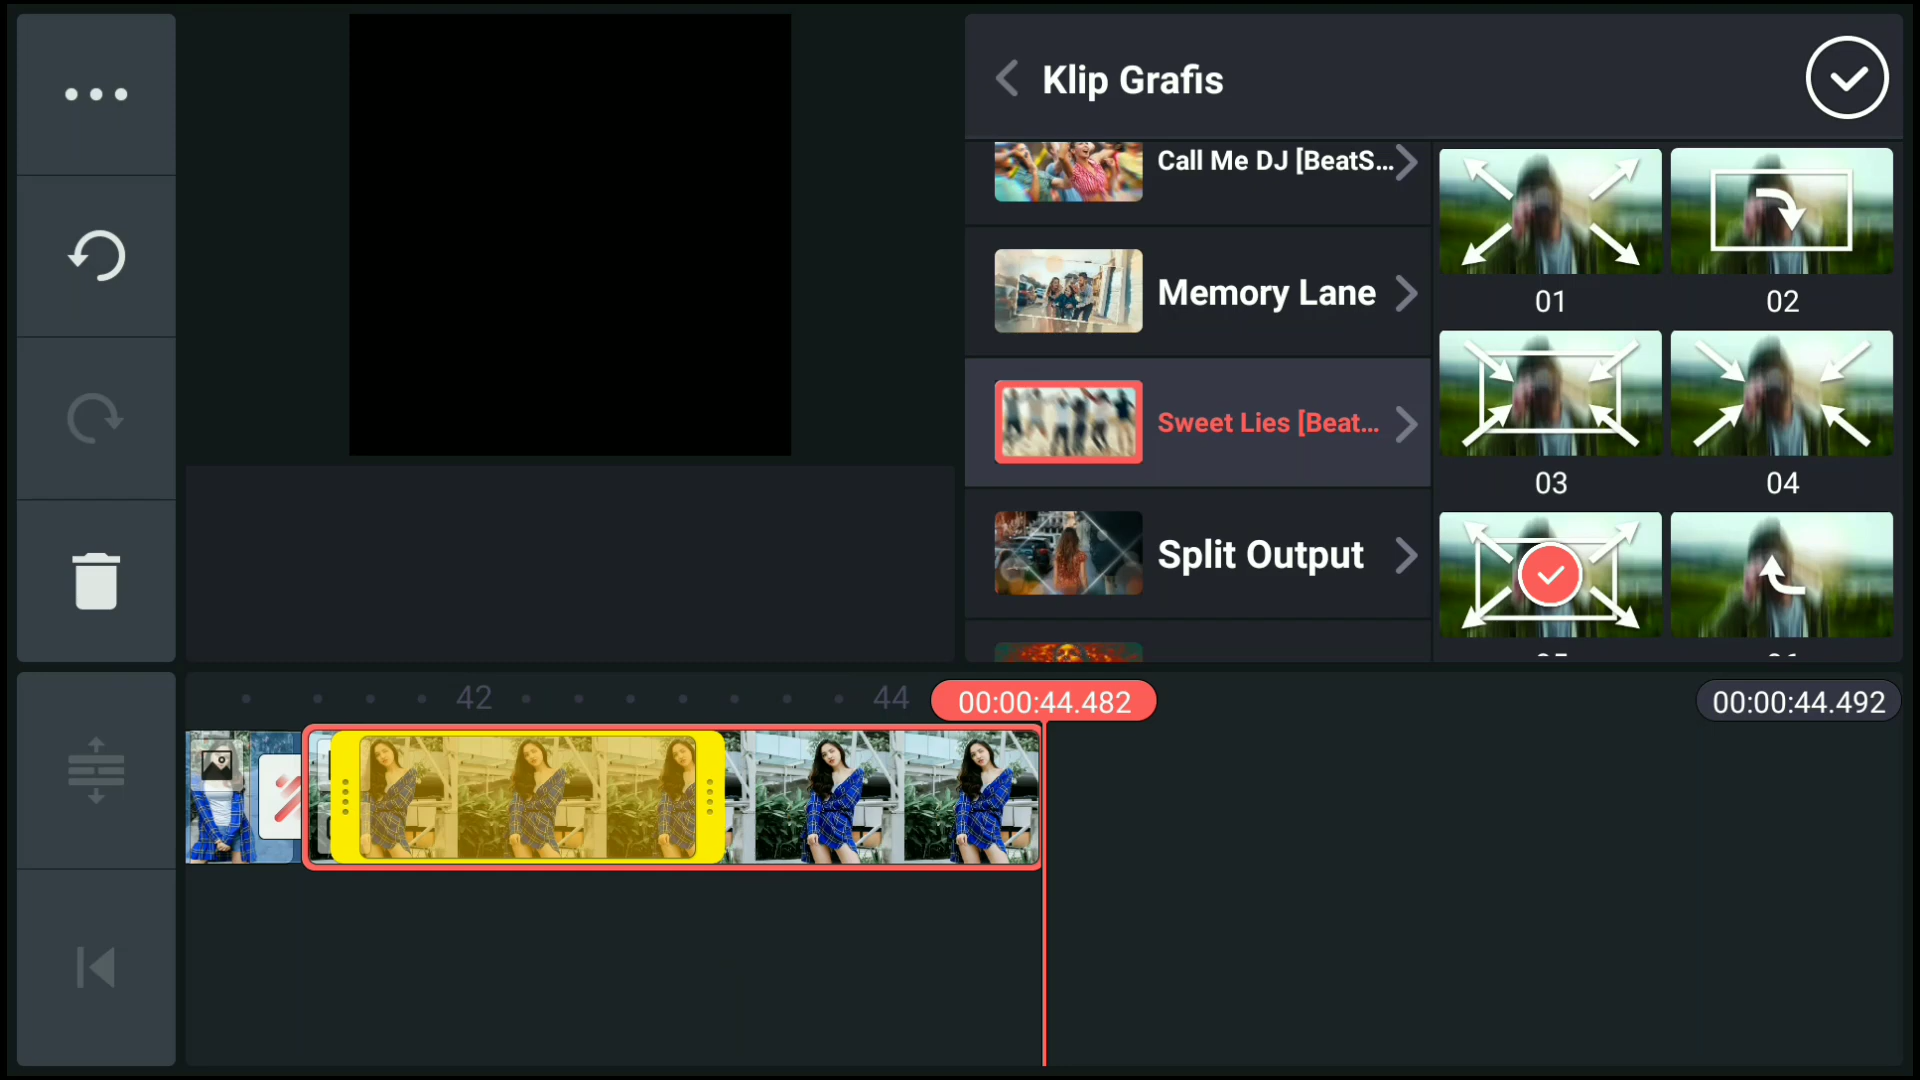 Klip Grafis
Call Me DJ [BeatS...
Memory Lane
Sweet Lies [Beat...
Split Output
01
02
03
04
42
44
00:00:44.482
00:00:44.492